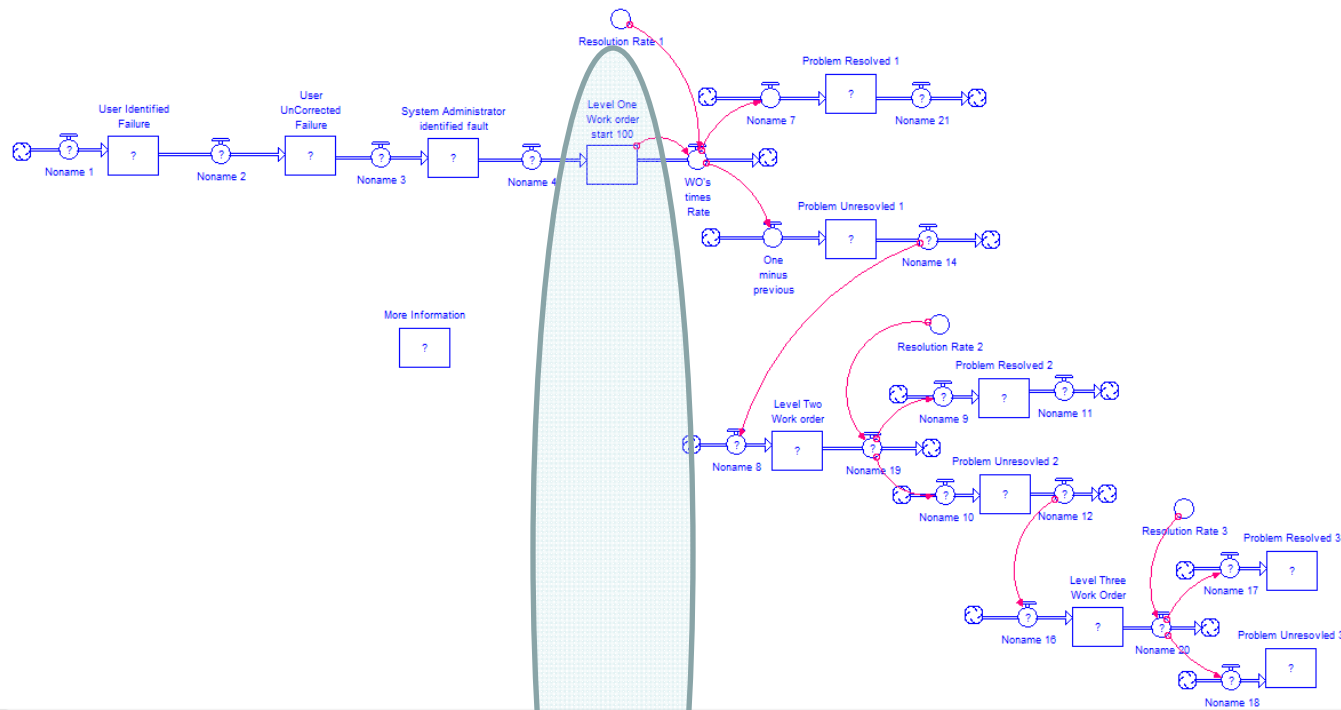 Resolution Rate 1
Problem Resolved 1
?
Noname 7
?
Noname 21
User Identified
Failure
?
Noname 1
?
Noname 2
User
UnCorrected
Failure
?
?
Noname 3
System Administrator
identified fault
?
?
Noname 4
Level One
Work order
start 100
WO's
times
Rate
Problem Unresovled 1
?
One
minus
previous
?
Noname 14
More Information
?
Resolution Rate 2
Problem Resolved 2
?
Noname 9
?
?
Noname 11
Level Two
Work order
?
Noname 8
?
?
Noname 19
Problem Unresovled 2
?
Noname 10
?
?
Noname 12
Resolution Rate 3
Problem Resolved 3
?
Noname 17
?
Level Three
Work Order
?
Noname 16
?
?
Noname 20
Problem Unresovled 3
?
Noname 18
?